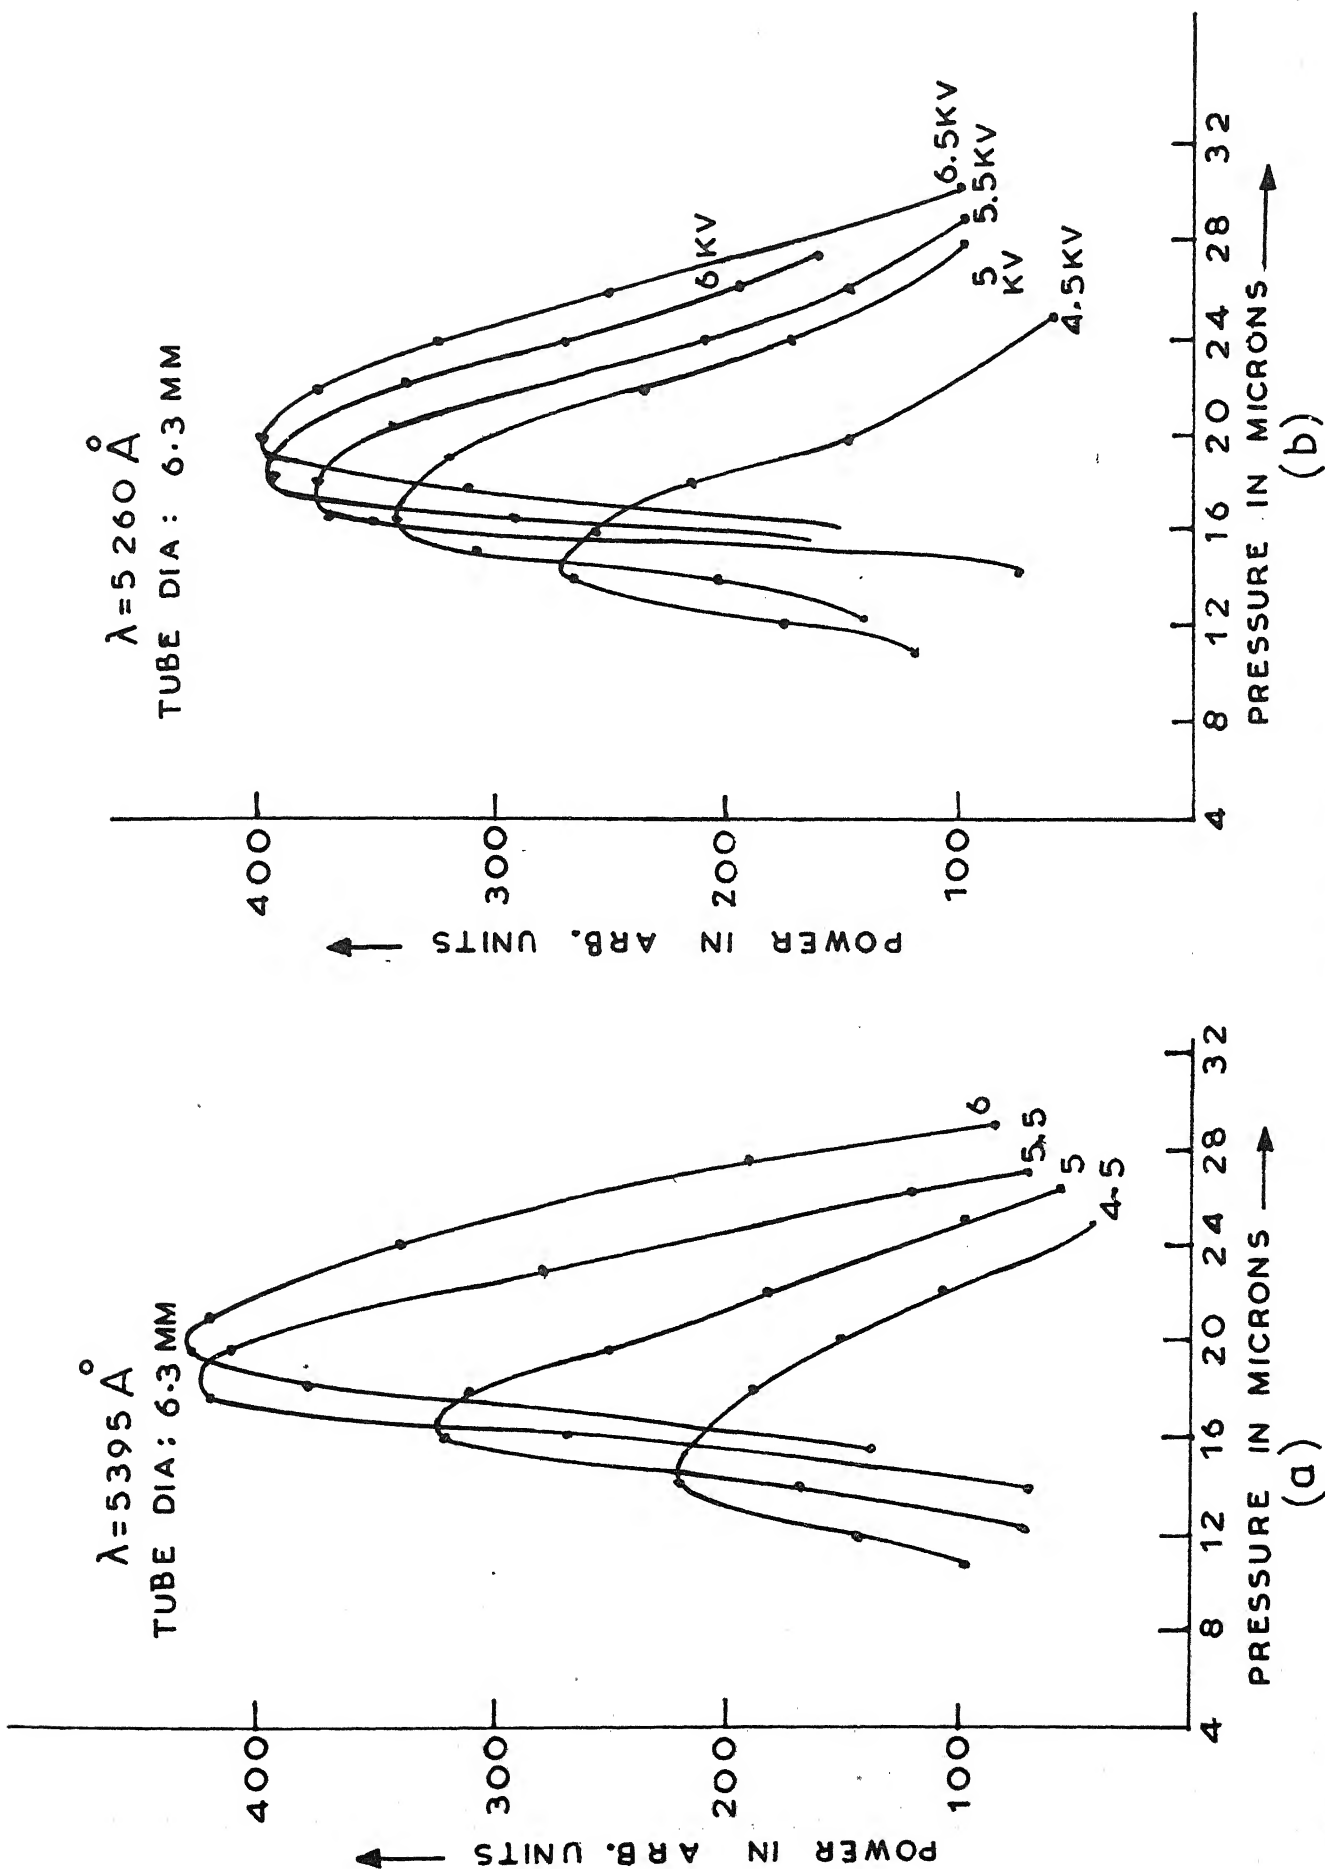 λ=5395 Å
TUBE DIA: 6.3 MM
POWER IN ARB. UNITS
400
300
200
100
4 8 12 16 20 24 28 32
PRESSURE IN MICRONS
(a)
6
5.5
5
4.5
λ=5260 Å
TUBE DIA: 6.3 MM
POWER IN ARB. UNITS
400
300
200
100
4 8 12 16 20 24 28 32
PRESSURE IN MICRONS
(b)
6 KV
6.5KV
5.5KV
5
KV
4.5KV